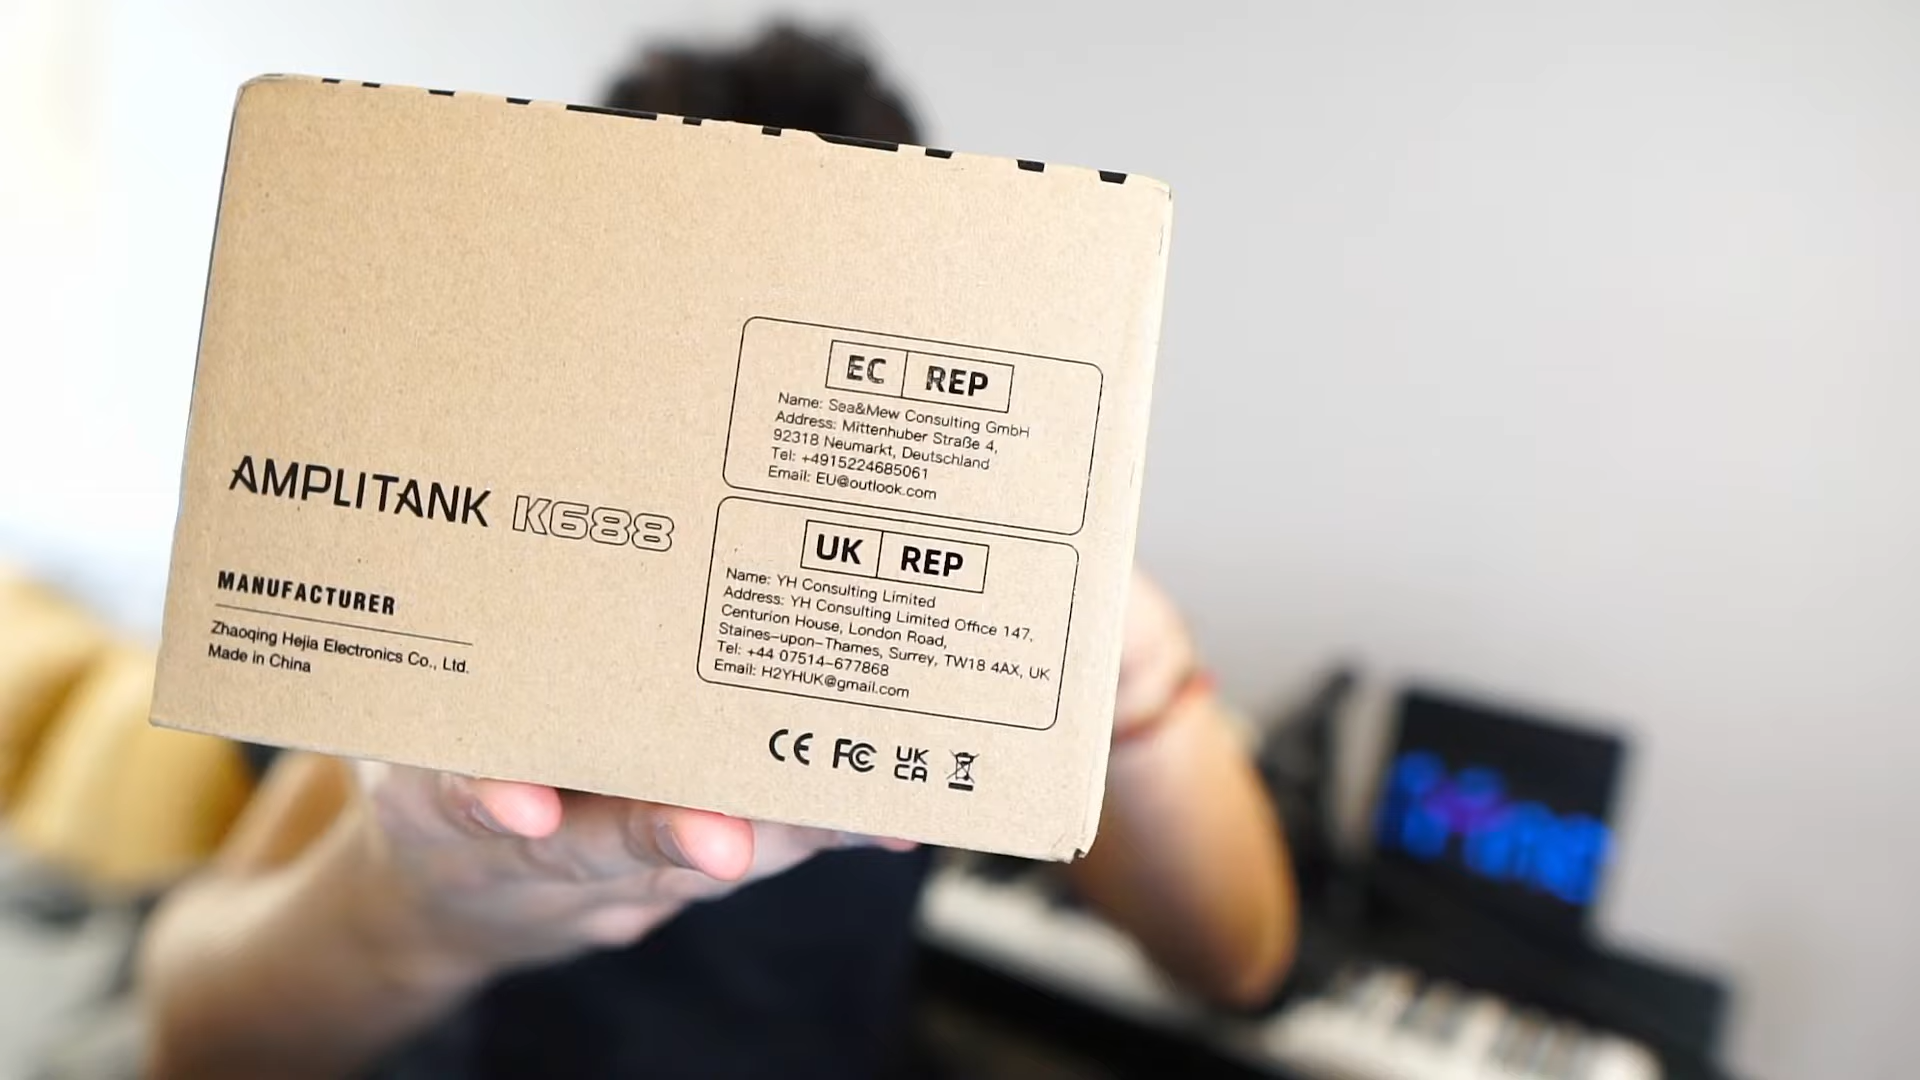 AMPLITANK K688
MANUFACTURER
Zhaoqing Hejia Electronics Co., Ltd.
Made in China
EC REP
Name: Sea&Mew Consulting GmbH
Address: Mittenhuber Straße 4,
92318 Neumarkt, Deutschland
Tel: +4915224685061
Email: EU@outlook.com
UK REP
Name: YH Consulting Limited
Address: YH Consulting Limited Office 147,
Centurion House, London Road,
Staines-upon-Thames, Surrey, TW18 4AX, UK
Tel: +44 07514-677868
Email: H2YHUK@gmail.com
CE FC UK
CA